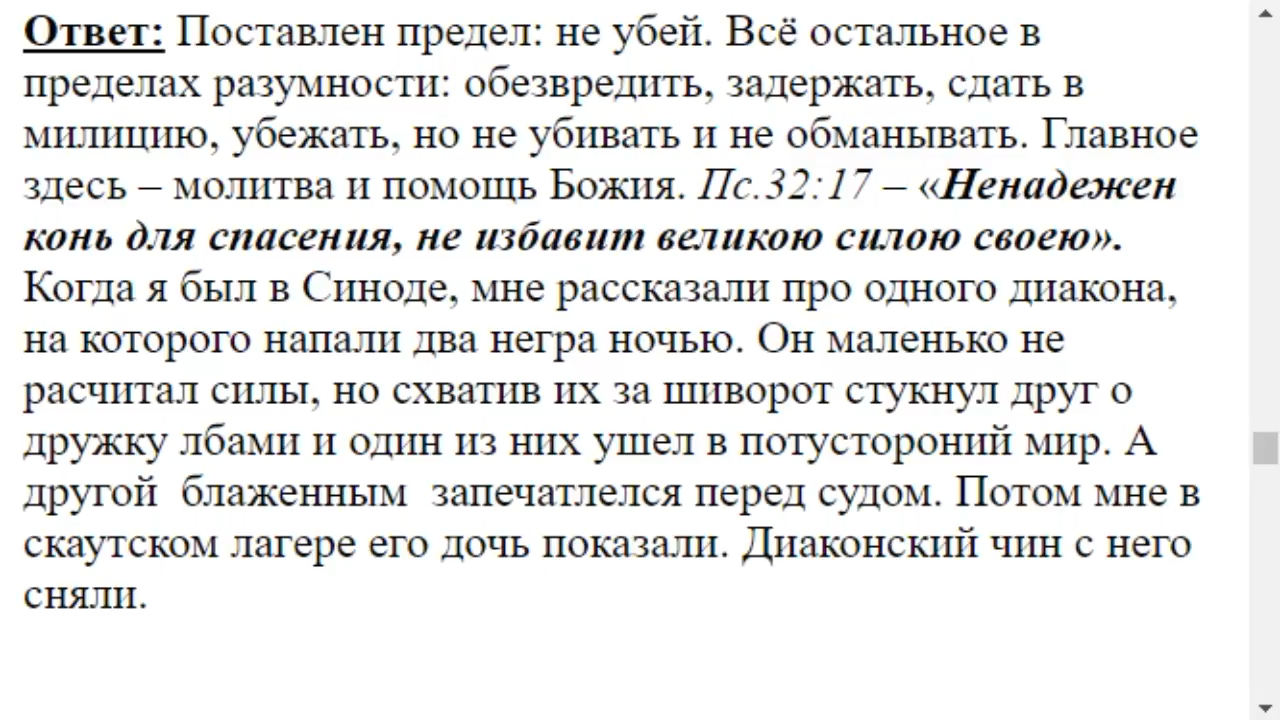 Ответ: Поставлен предел: не убей. Всё остальное в
пределах разумности: обезвредить, задержать, сдать в
милицию, убежать, но не убивать и не обманывать. Главное
здесь – молитва и помощь Божия. Пс.32:17 – «Ненадежен
конь для спасения, не избавит великою силою своею».
Когда я был в Синоде, мне рассказали про одного диакона,
на которого напали два негра ночью. Он маленько не
расчитал силы, но схватив их за шиворот стукнул друг о
дружку лбами и один из них ушел в потустороний мир. А
другой  блаженным  запечатлелся перед судом. Потом мне в
скаутском лагере его дочь показали. Диаконский чин с него
сняли.